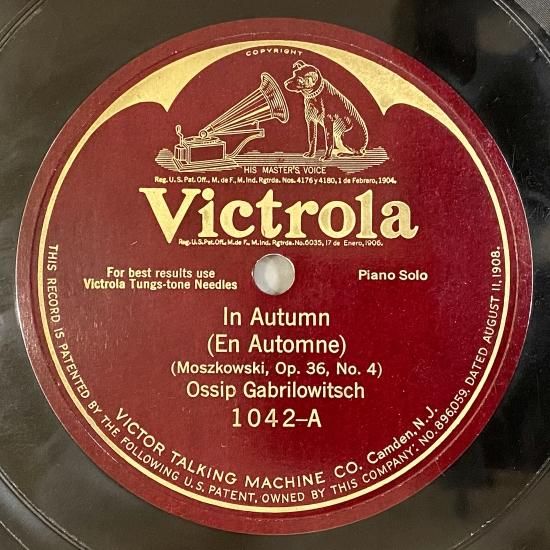 COPYRIGHT
HIS MASTER'S VOICE
Reg. U.S. Pat. Off., M. de F., M. Ind. Rgtrda. Nos. 4176 y 4180, 1 de Febrero, 1904.
Victrola
Reg. U.S. Pat. Off., M. de F., M. Ind. Rgtrda. No. 6035, 17 de Enero, 1906.
For best results use
Victrola Tungs-tone Needles
Piano Solo
In Autumn
(En Automne)
(Moszkowski, Op. 36, No. 4)
Ossip Gabrilowitsch
1042–A
VICTOR TALKING MACHINE CO. Camden, N.J.
THIS RECORD IS PATENTED BY THE FOLLOWING U.S. PATENT, OWNED BY THIS COMPANY: No. 896,059. DATED AUGUST 11, 1908.